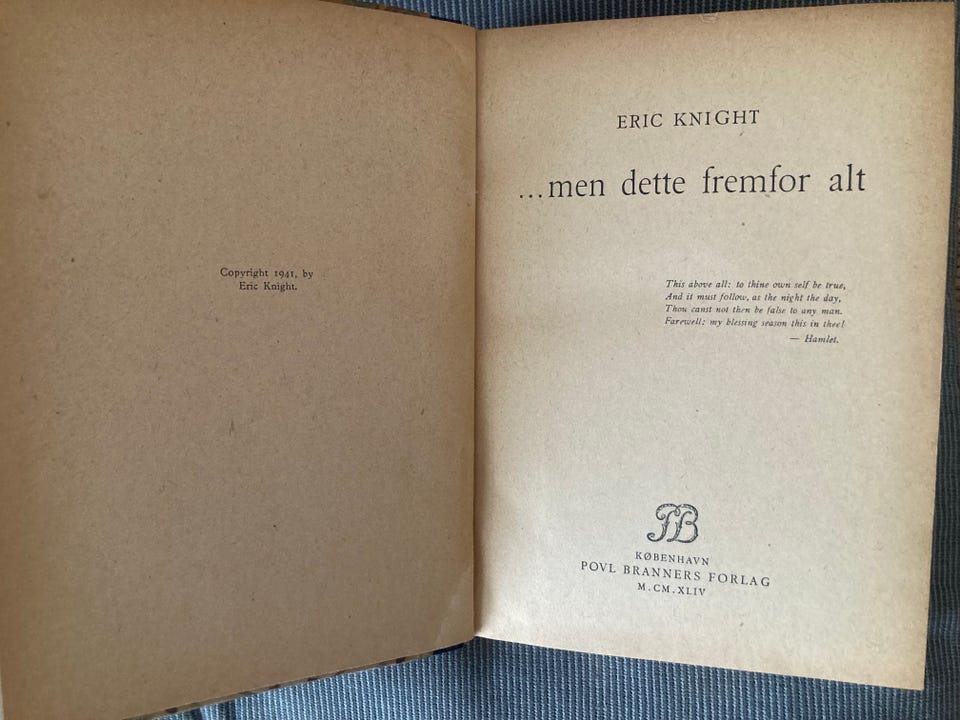 Copyright 1941, by
Eric Knight.
ERIC KNIGHT
...men dette fremfor alt
This above all: to thine own self be true,
And it must follow, as the night the day,
Thou canst not then be false to any man.
Farewell: my blessing season this in thee!
— Hamlet.
PB
KØBENHAVN
POVL BRANNERS FORLAG
M.CM.XLIV